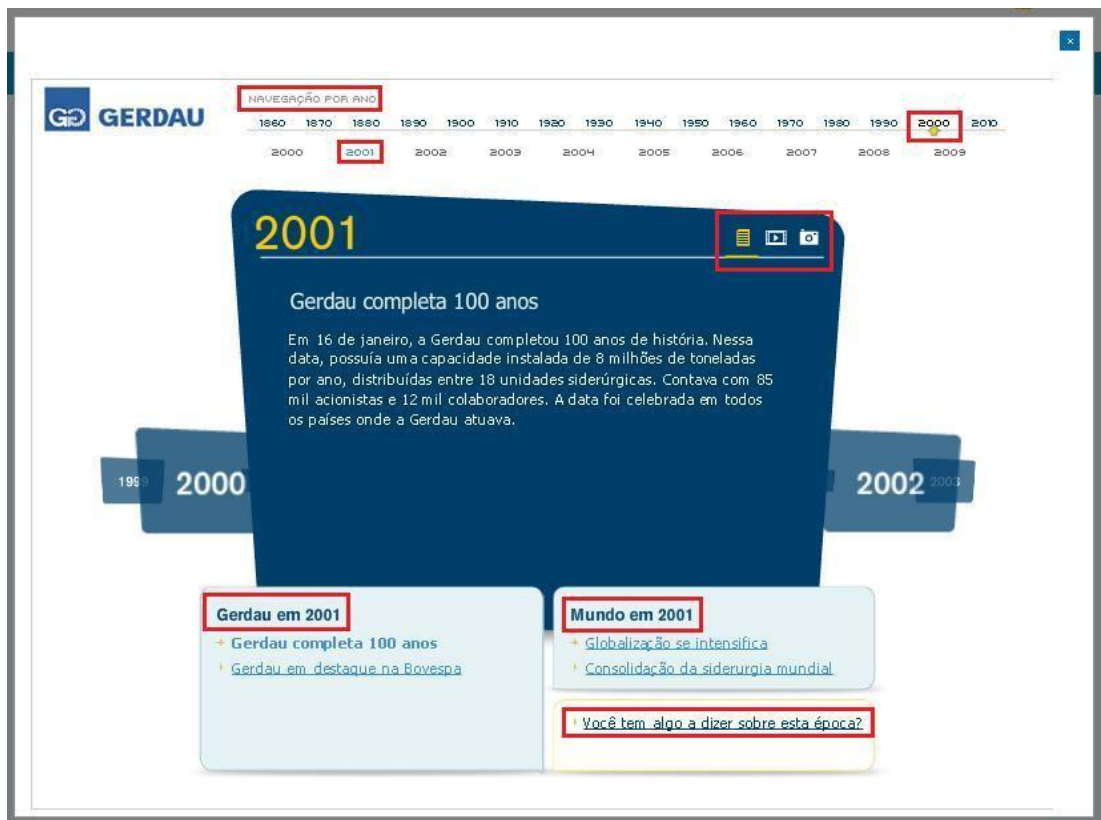 ×
GERDAU
NAVEGAÇÃO POR ANO
1860 1870 1880 1890 1900 1910 1920 1930 1940 1950 1960 1970 1980 1990 2000 2010
2000 2001 2002 2003 2004 2005 2006 2007 2008 2009
2001
Gerdau completa 100 anos
Em 16 de janeiro, a Gerdau completou 100 anos de história. Nessa
data, possuía uma capacidade instalada de 8 milhões de toneladas
por ano, distribuídas entre 18 unidades siderúrgicas. Contava com 85
mil acionistas e 12 mil colaboradores. A data foi celebrada em todos
os países onde a Gerdau atuava.
1999 2000 2002 2003
Gerdau em 2001
Gerdau completa 100 anos
Gerdau em destaque na Bovespa
Mundo em 2001
Globalização se intensifica
Consolidação da siderurgia mundial
Você tem algo a dizer sobre esta época?